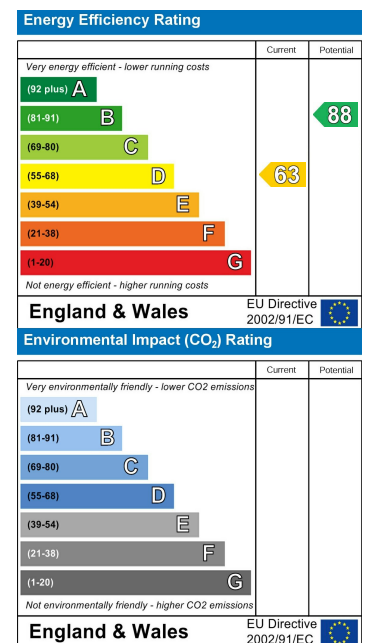 Energy Efficiency Rating
Current Potential
Very energy efficient - lower running costs
(92 plus) A
(81-91) B
88
(69-80) C
(55-68) D
63
(39-54) E
(21-38) F
(1-20) G
Not energy efficient - higher running costs
England & Wales
EU Directive
2002/91/EC
Environmental Impact (CO₂) Rating
Current Potential
Very environmentally friendly - lower CO2 emissions
(92 plus) A
(81-91) B
(69-80) C
(55-68) D
(39-54) E
(21-38) F
(1-20) G
Not environmentally friendly - higher CO2 emissions
England & Wales
EU Directive
2002/91/EC